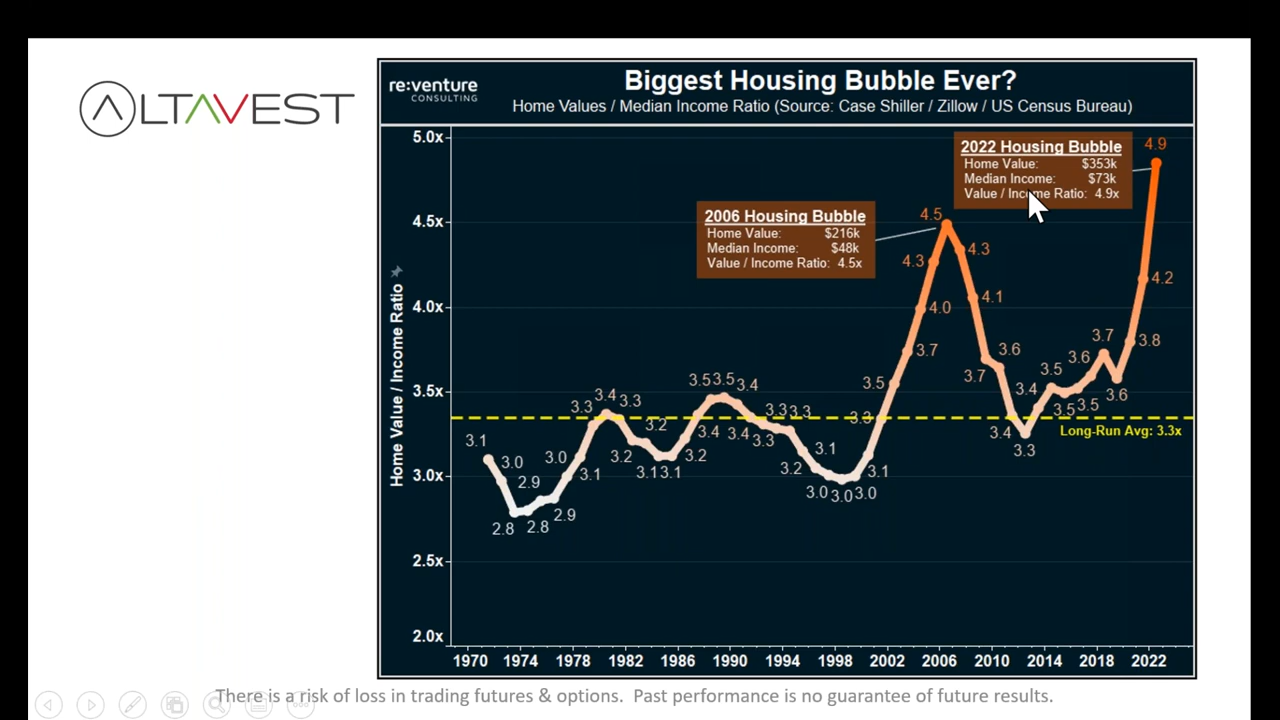 ALTAVEST
re:venture
CONSULTING
Biggest Housing Bubble Ever?
Home Values / Median Income Ratio (Source: Case Shiller / Zillow / US Census Bureau)
Home Value / Income Ratio
5.0x
4.5x
4.0x
3.5x
3.0x
2.5x
2.0x
2006 Housing Bubble
Home Value: $216k
Median Income: $48k
Value / Income Ratio: 4.5x
2022 Housing Bubble
Home Value: $353k
Median Income: $73k
Value / Income Ratio: 4.9x
3.1
3.0
2.8
2.9
2.8
2.9
3.0
3.1
3.3
3.4
3.3
3.2
3.1
3.2
3.1
3.2
3.4
3.5
3.5
3.4
3.4
3.3
3.3
3.3
3.2
3.1
3.0
3.0
3.0
3.1
3.3
3.5
3.7
4.0
4.3
4.5
4.3
4.1
3.7
3.6
3.4
3.3
3.4
3.5
3.5
3.5
3.6
3.7
3.6
3.8
4.2
4.9
Long-Run Avg: 3.3x
1970 1974 1978 1982 1986 1990 1994 1998 2002 2006 2010 2014 2018 2022
There is a risk of loss in trading futures & options. Past performance is no guarantee of future results.